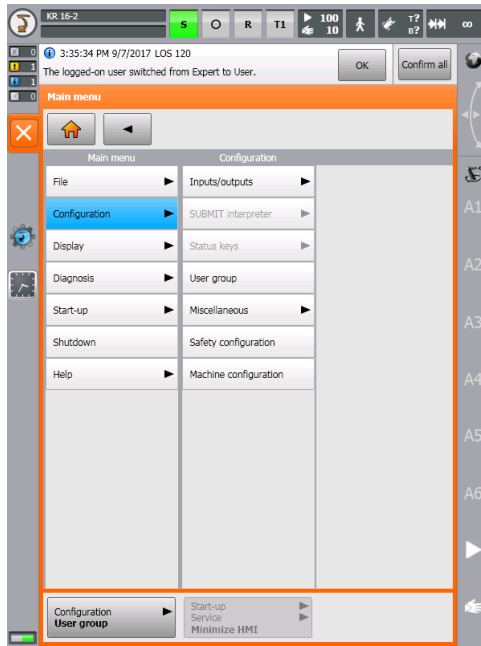 KR 16-2
S O R T1 100 10 T? B?
0
1
1
0
3:35:34 PM 9/7/2017 LOS 120
The logged-on user switched from Expert to User.
OK
Confirm all
Main menu
Main menu
Configuration
File
Inputs/outputs
Configuration
SUBMIT interpreter
Display
Status keys
Diagnosis
User group
Start-up
Miscellaneous
Shutdown
Safety configuration
Help
Machine configuration
A1
A2
A3
A4
A5
A6
Configuration
User group
Start-up
Service
Minimize HMI